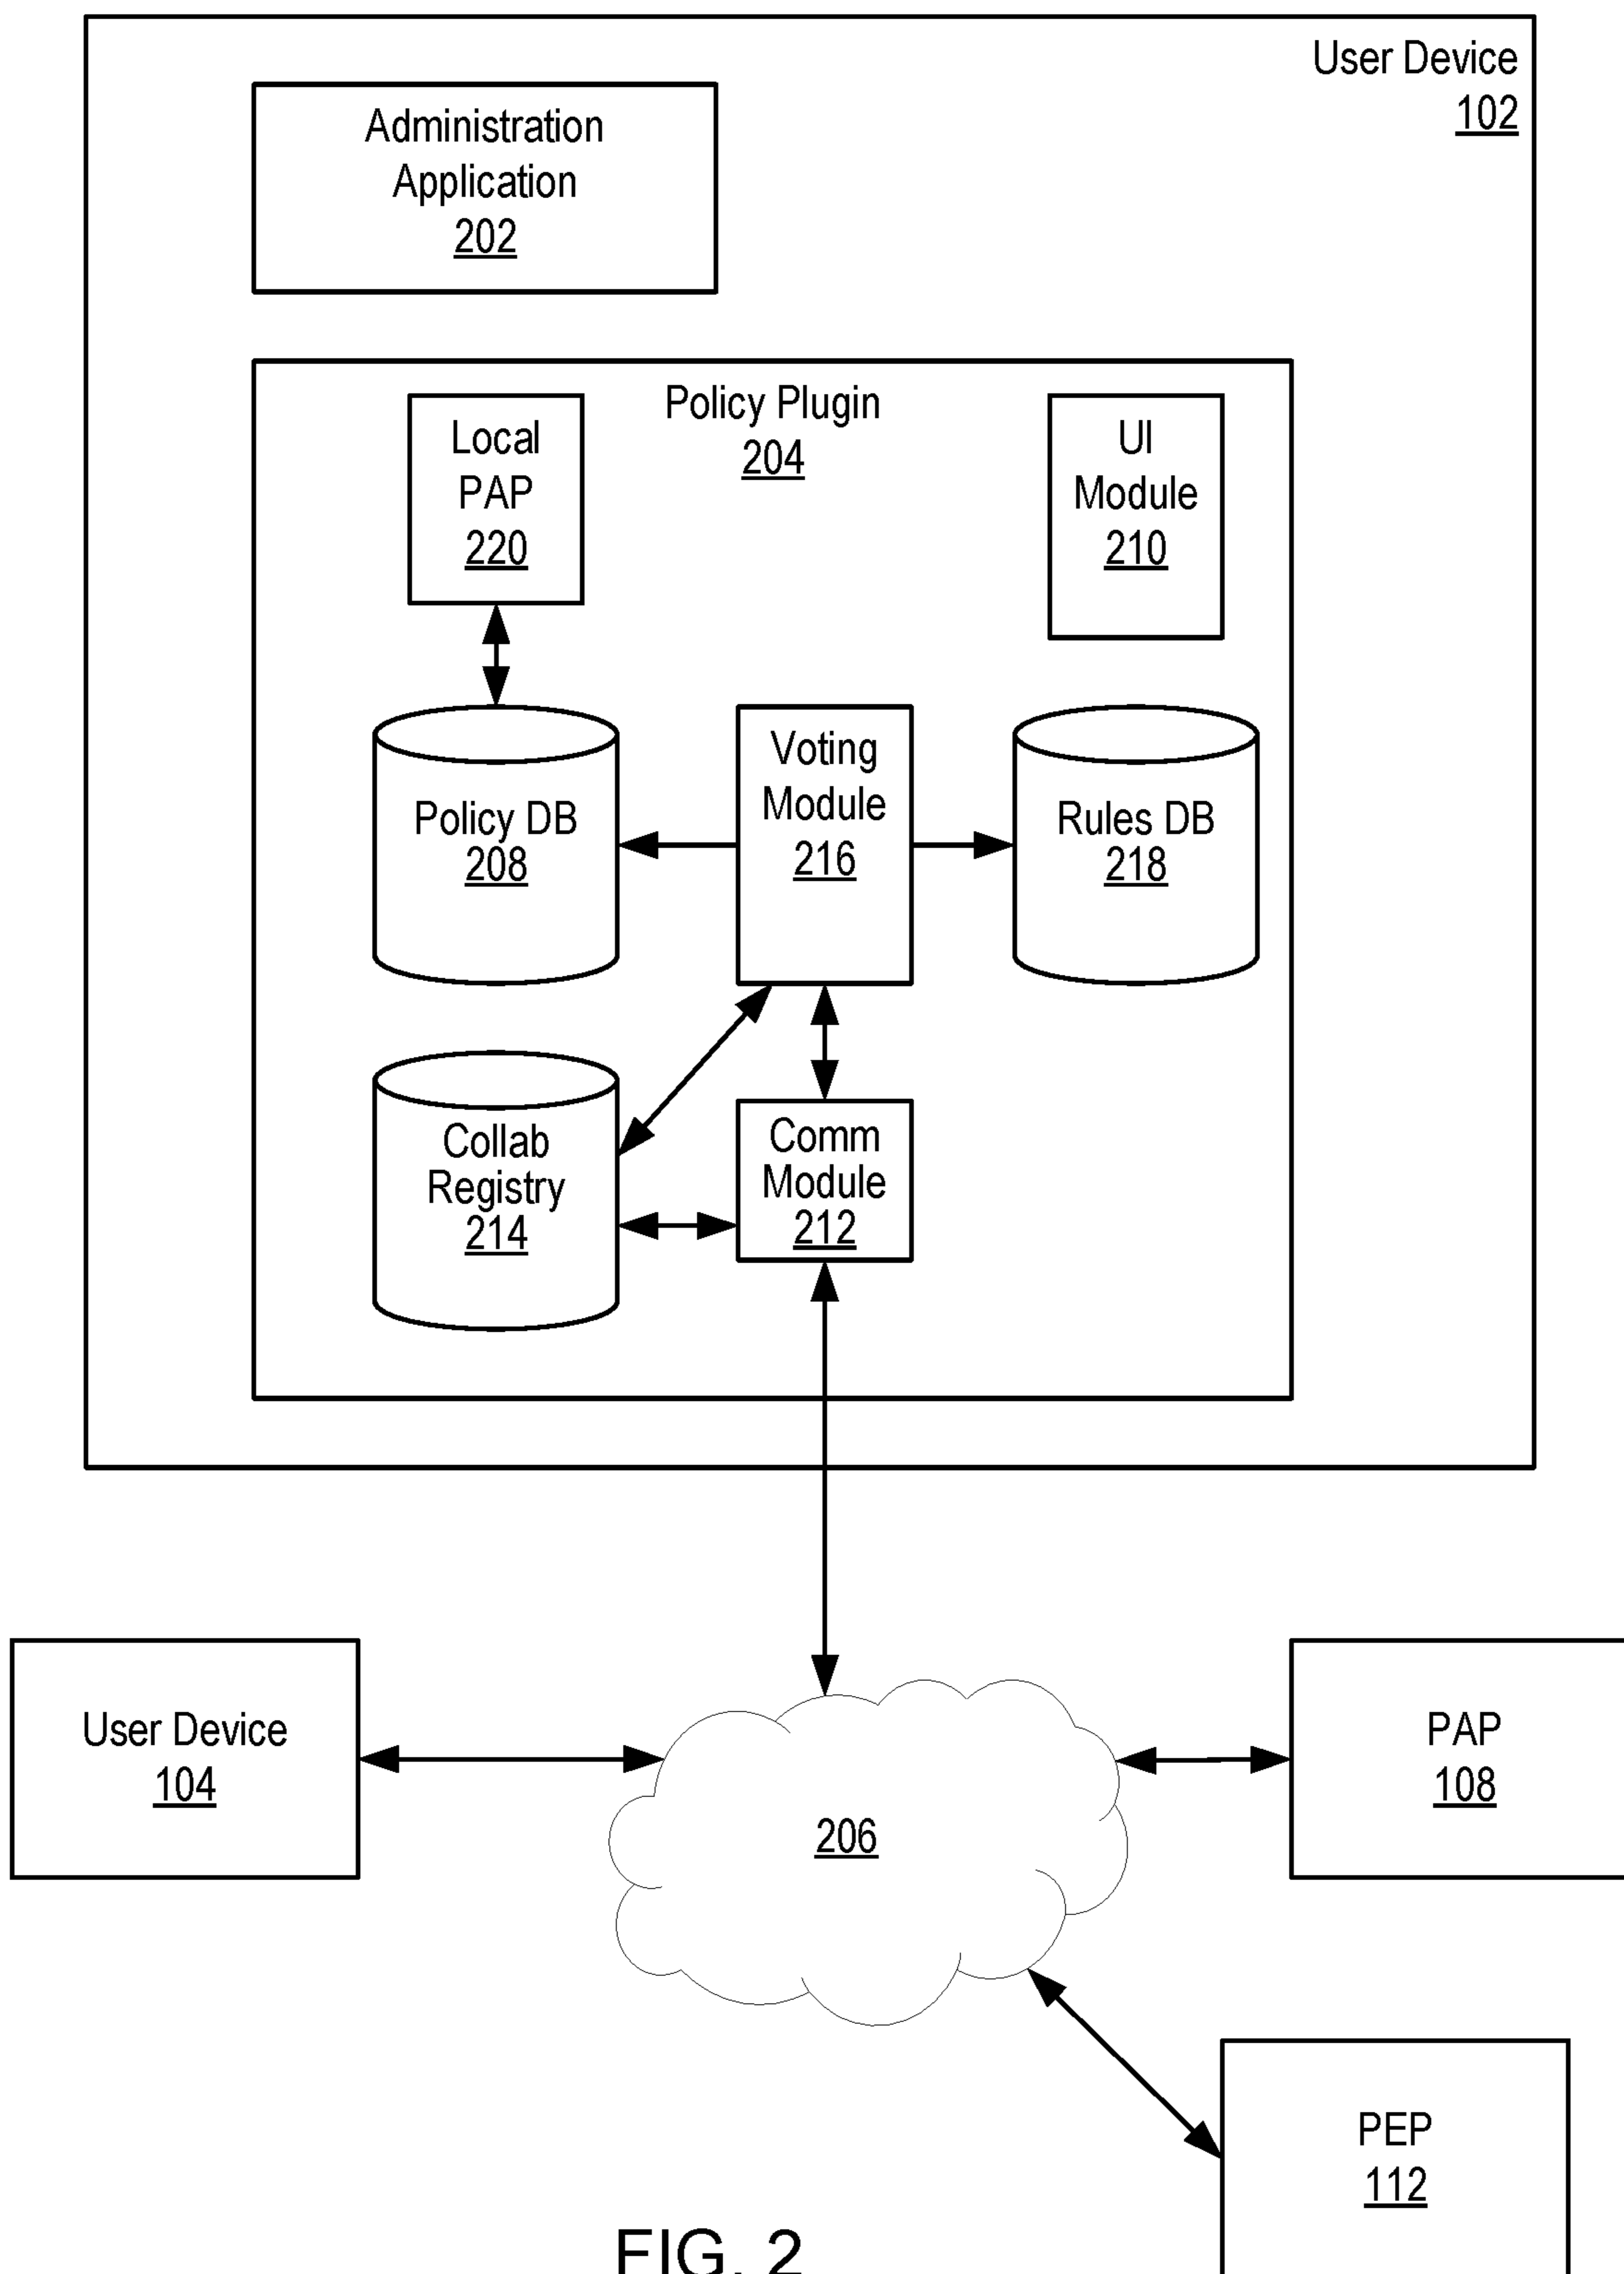 User Device
102
Administration
Application
202
Policy Plugin
204
Local
PAP
220
UI
Module
210
Policy DB
208
Voting
Module
216
Rules DB
218
Collab
Registry
214
Comm
Module
212
User Device
104
206
PAP
108
PEP
112
FIG. 2